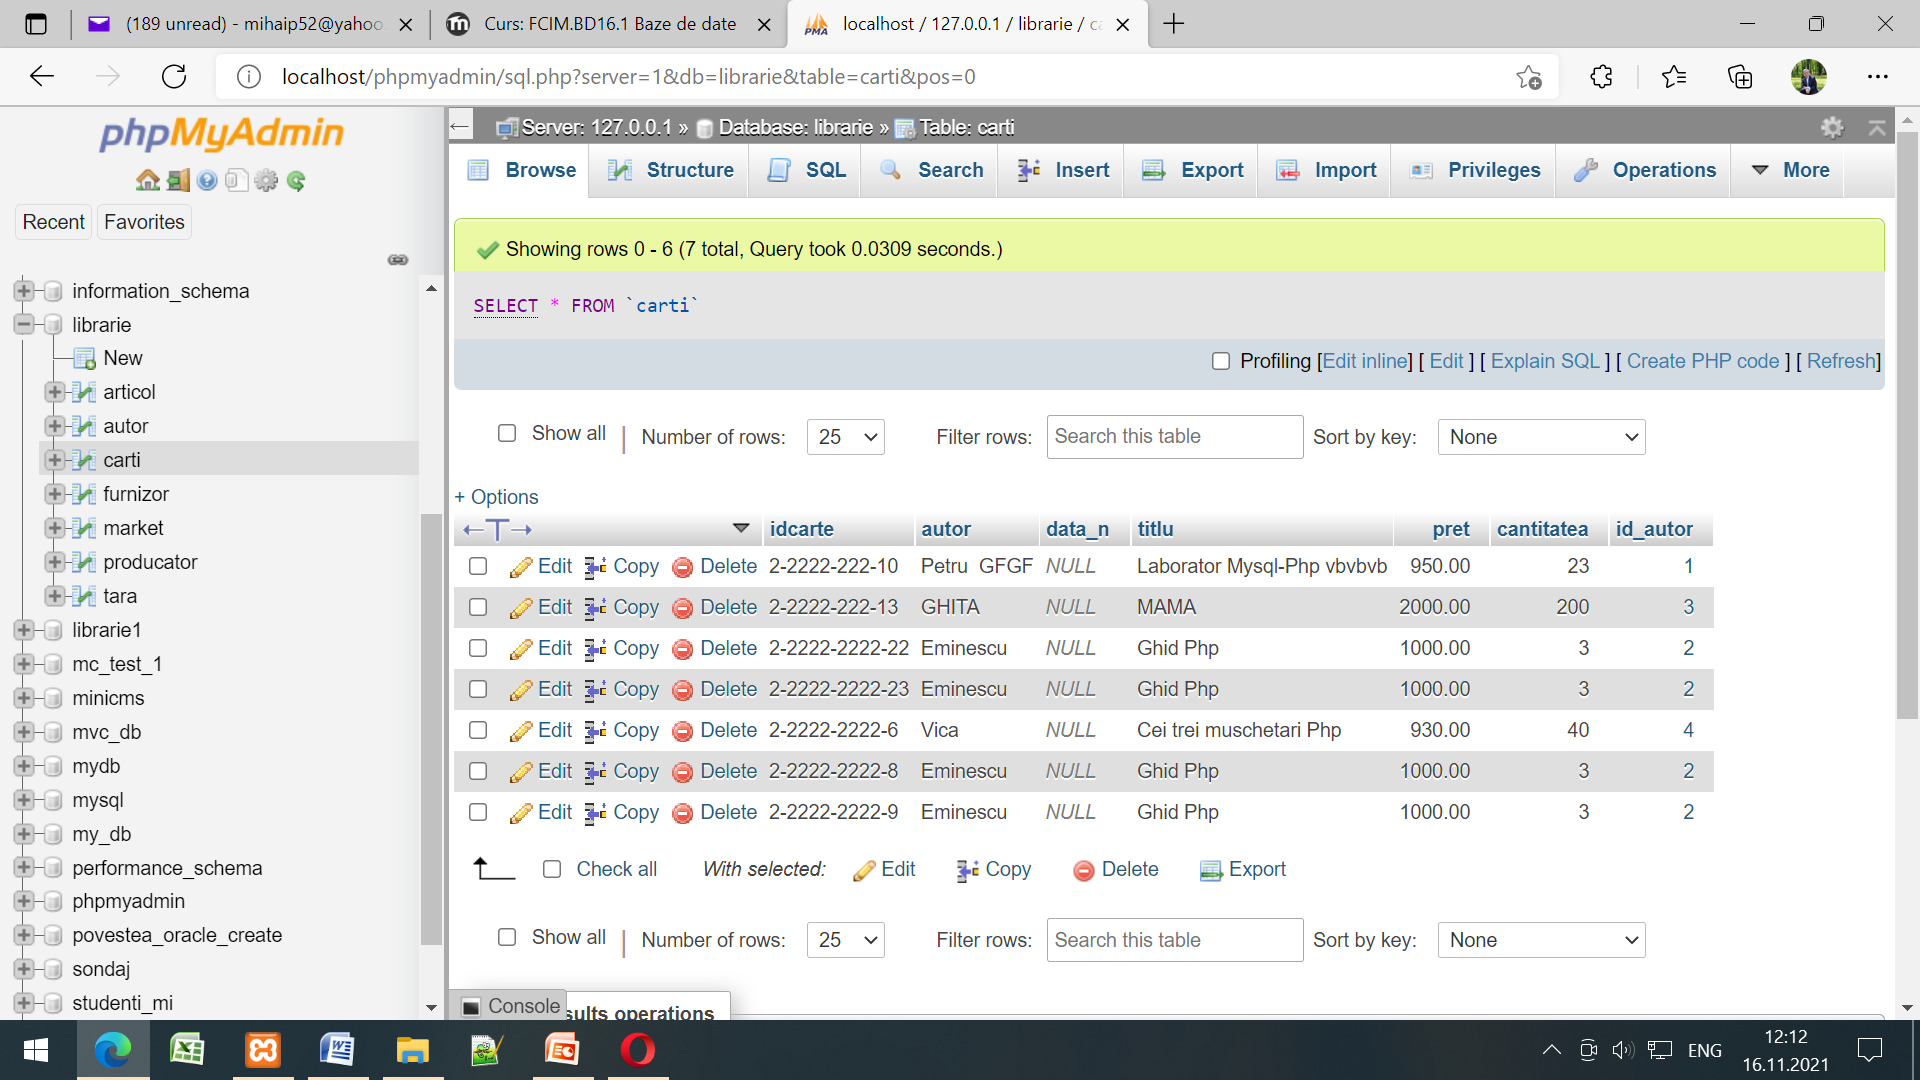 (189 unread) - mihaip52@yahoo
Curs: FCIM.BD16.1 Baze de date
localhost / 127.0.0.1 / librarie / ca
localhost/phpmyadmin/sql.php?server=1&db=librarie&table=carti&pos=0
phpMyAdmin
Recent
Favorites
information_schema
librarie
New
articol
autor
carti
furnizor
market
producator
tara
librarie1
mc_test_1
minicms
mvc_db
mydb
mysql
my_db
performance_schema
phpmyadmin
povestea_oracle_create
sondaj
studenti_mi
Server: 127.0.0.1 » Database: librarie » Table: carti
Browse Structure SQL Search Insert Export Import Privileges Operations More
Showing rows 0 - 6 (7 total, Query took 0.0309 seconds.)
SELECT * FROM `carti`
Profiling [Edit inline] [ Edit ] [ Explain SQL ] [ Create PHP code ] [ Refresh]
Show all | Number of rows: 25 Filter rows: Search this table Sort by key: None
+ Options
idcarte autor data_n titlu pret cantitatea id_autor
Edit Copy Delete 2-2222-222-10 Petru GFGF NULL Laborator Mysql-Php vbvbvb 950.00 23 1
Edit Copy Delete 2-2222-222-13 GHITA NULL MAMA 2000.00 200 3
Edit Copy Delete 2-2222-2222-22 Eminescu NULL Ghid Php 1000.00 3 2
Edit Copy Delete 2-2222-2222-23 Eminescu NULL Ghid Php 1000.00 3 2
Edit Copy Delete 2-2222-2222-6 Vica NULL Cei trei muschetari Php 930.00 40 4
Edit Copy Delete 2-2222-2222-8 Eminescu NULL Ghid Php 1000.00 3 2
Edit Copy Delete 2-2222-2222-9 Eminescu NULL Ghid Php 1000.00 3 2
Check all With selected: Edit Copy Delete Export
Show all | Number of rows: 25 Filter rows: Search this table Sort by key: None
Console
sults operations
ENG
12:12
16.11.2021